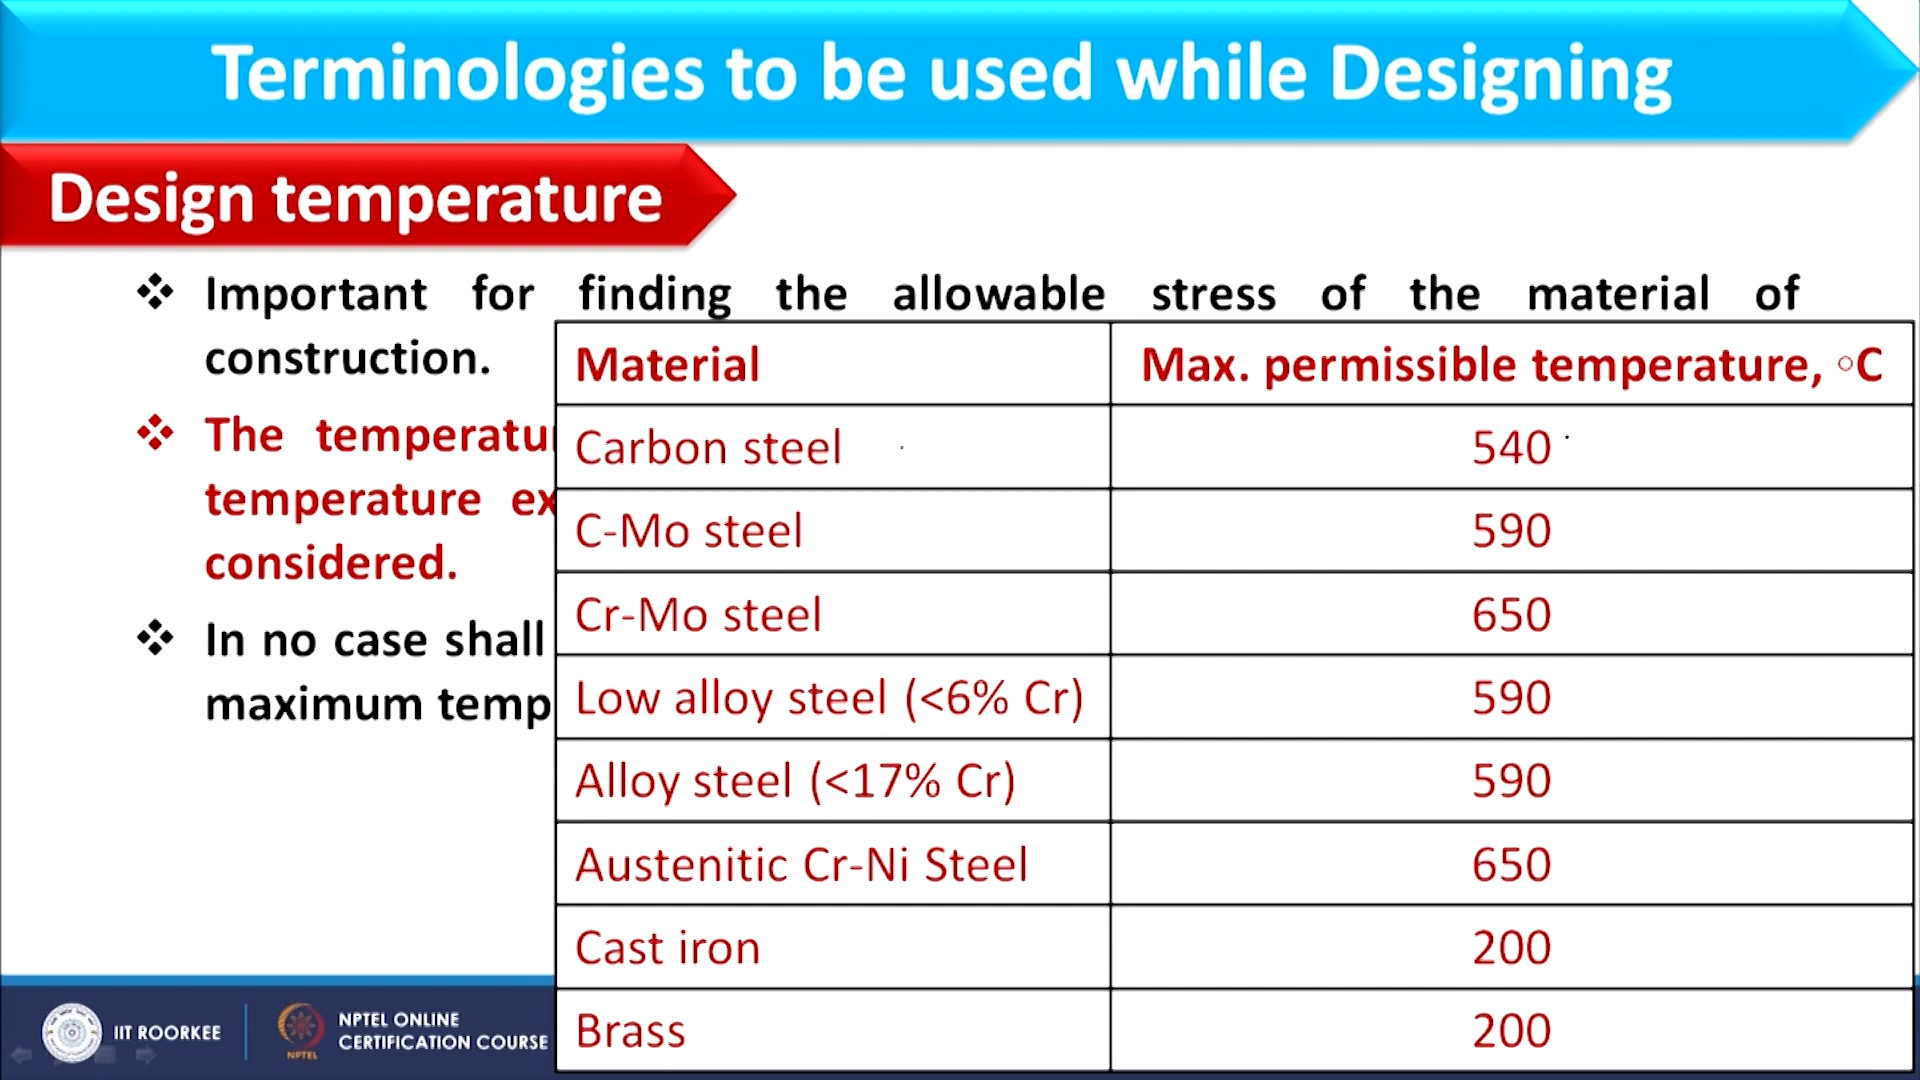 Terminologies to be used while Designing
Design temperature
❖ Important for finding the allowable stress of the material of
construction.
❖ The
temperature
considered.
❖ In no case shall
maximum
Material Max. permissible temperature, °C
Carbon steel 540
C-Mo steel 590
Cr-Mo steel 650
Low alloy steel (<6% Cr) 590
Alloy steel (<17% Cr) 590
Austenitic Cr-Ni Steel 650
Cast iron 200
Brass 200
IIT ROORKEE
NPTEL
NPTEL ONLINE
CERTIFICATION COURSE